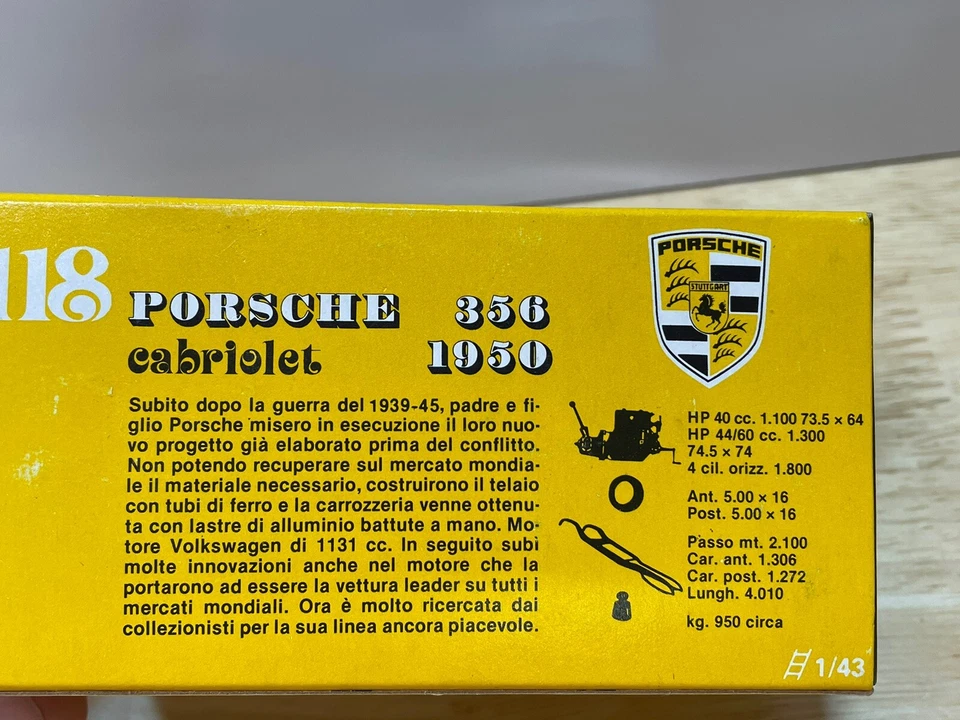 118
PORSCHE 356
cabriolet 1950
Subito dopo la guerra del 1939-45, padre e fi-
glio Porsche misero in esecuzione il loro nuo-
vo progetto già elaborato prima del conflitto.
Non potendo recuperare sul mercato mondia-
le il materiale necessario, costruirono il telaio
con tubi di ferro e la carrozzeria venne ottenu-
ta con lastre di alluminio battute a mano. Mo-
tore Volkswagen di 1131 cc. In seguito subì
molte innovazioni anche nel motore che la
portarono ad essere la vettura leader su tutti i
mercati mondiali. Ora è molto ricercata dai
collezionisti per la sua linea ancora piacevole.
PORSCHE
STUTTGART
HP 40 cc. 1.100 73.5 × 64
HP 44/60 cc. 1.300
74.5 × 74
4 cil. orizz. 1.800
Ant. 5.00 × 16
Post. 5.00 × 16
Passo mt. 2.100
Car. ant. 1.306
Car. post. 1.272
Lungh. 4.010
kg. 950 circa
1/43